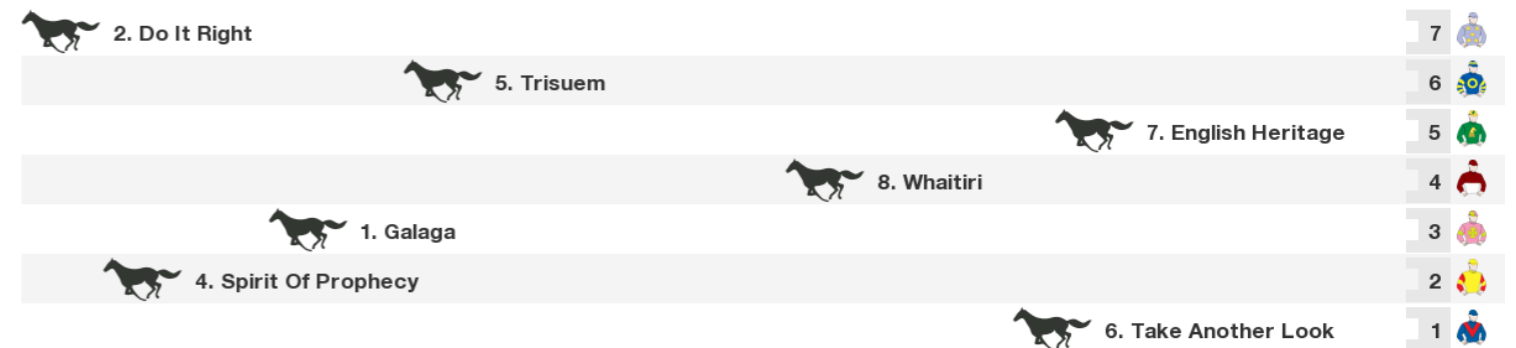 2. Do It Right 7
5. Trisuem 6
7. English Heritage 5
8. Whaitiri 4
1. Galaga 3
4. Spirit Of Prophecy 2
6. Take Another Look 1